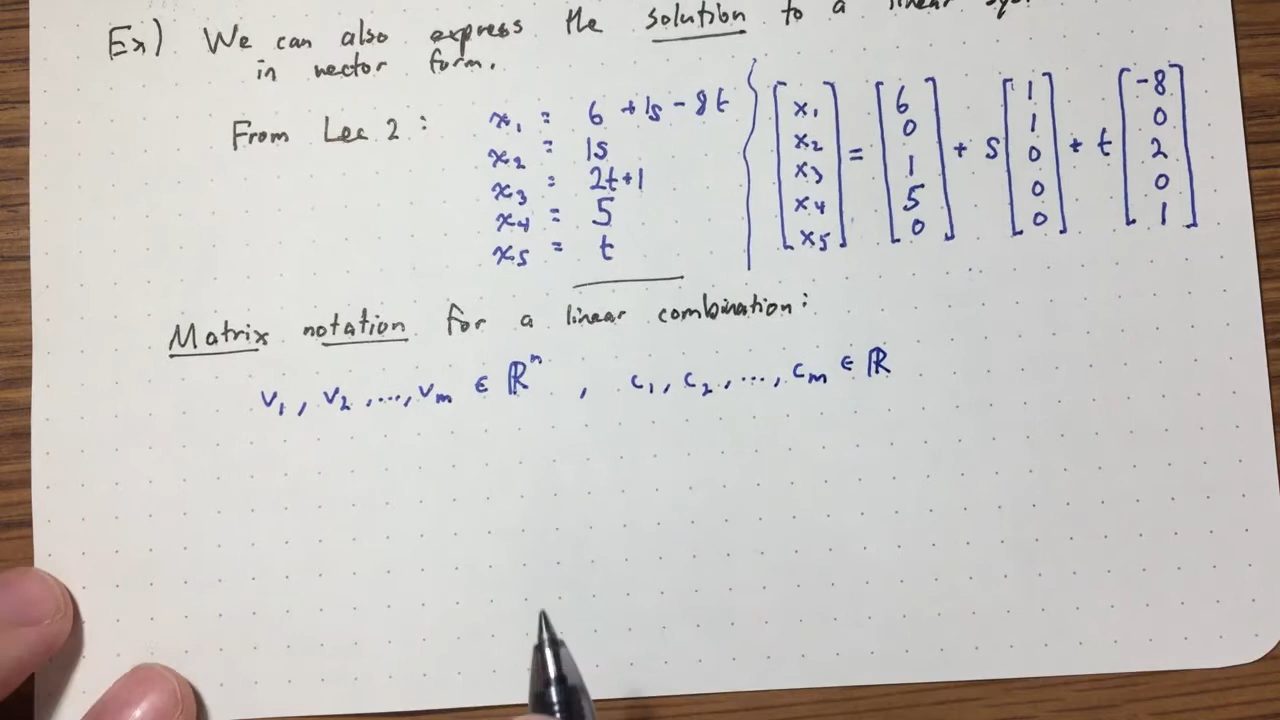 Ex) We can also express the solution to a linear
in vector form.
From Lec 2 :
x₁ = 6 + 1s - 8t
x₂ = 1s
x₃ = 2t+1
x₄ = 5
x₅ = t
[x₁ x₂ x₃ x₄ x₅] = [6 0 1 5 0] + s [1 1 0 0 0] + t [-8 0 2 0 1]
Matrix notation for a linear combination:
v₁, v₂, ..., vₘ ∈ ℝⁿ , c₁, c₂, ..., cₘ ∈ ℝ